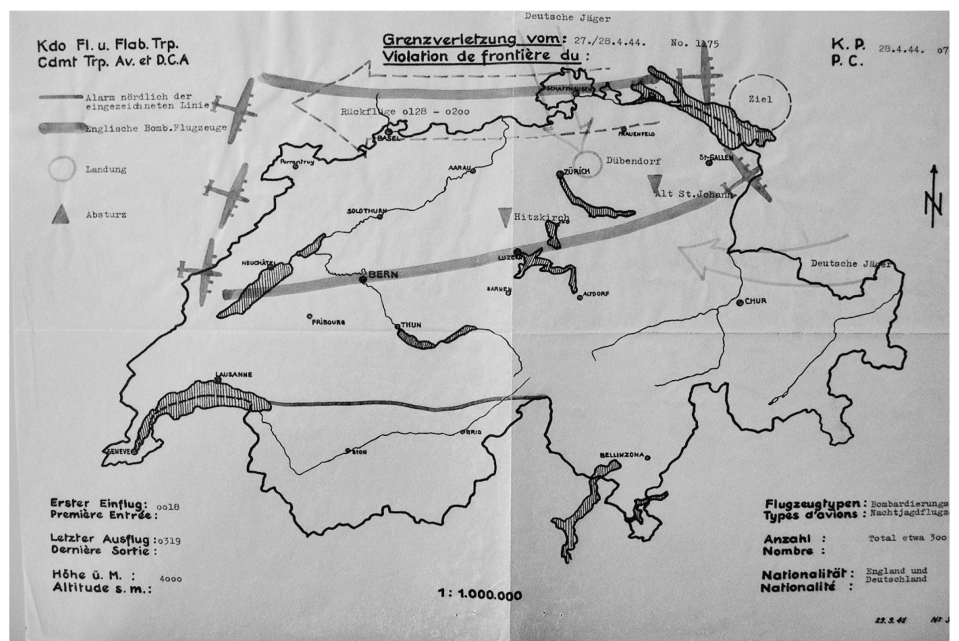 Deutsche Jäger
Kdo Fl. u. Flab. Trp.
Cdmt Trp. Av. et D.C.A
Grenzverletzung vom: 27./28.4.44. No. 1175
Violation de frontière du :
K. P. 28.4.44. 07
P. C.
Alarm nördlich der
eingezeichneten Linie
Englische Bomb.Flugzeuge
Landung
Absturz
Rückflüge 0128 - 0200
SCHAFFHAUSEN
Ziel
BASEL
FRAUENFELD
Porrentruy
AARAU
ZÜRICH
Dübendorf
St-GALLEN
Alt St.Johann
SOLOTHURN
Hitzkirch
NEUCHÂTEL
BERN
LUZERN
Deutsche Jäger
SARNEN
ALTDORF
CHUR
FRIBOURG
THUN
LAUSANNE
BRIG
SION
GENEVE
BELLINZONA
Erster Einflug: 0018
Première Entrée :
Letzter Ausflug: 0319
Dernière Sortie :
Höhe ü. M. : 4000
Altitude s. m.:
1 : 1.000.000
Flugzeugtypen: Bombardierungs
Types d'avions : Nachtjagdflugz
Anzahl : Total etwa 300
Nombre :
Nationalität : England und
Nationalité : Deutschland